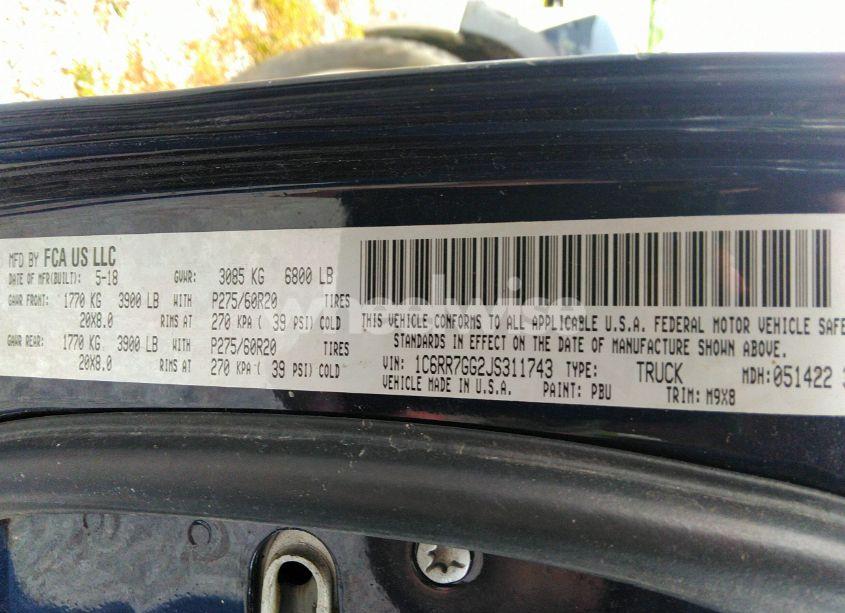 MFD BY FCA US LLC
DATE OF MFR(BUILT): 5-18 GVWR: 3085 KG 6800 LB
GAWR FRONT: 1770 KG 3900 LB WITH P275/60R20 TIRES
20X8.0 RIMS AT 270 KPA ( 39 PSI) COLD
GAWR REAR: 1770 KG 3900 LB WITH P275/60R20 TIRES
20X8.0 RIMS AT 270 KPA ( 39 PSI) COLD
THIS VEHICLE CONFORMS TO ALL APPLICABLE U.S.A. FEDERAL MOTOR VEHICLE SAFE
STANDARDS IN EFFECT ON THE DATE OF MANUFACTURE SHOWN ABOVE.
VIN: 1C6RR7GG2JS311743 TYPE: TRUCK MDH: 051422
VEHICLE MADE IN U.S.A. PAINT: PBU TRIM: M9X8